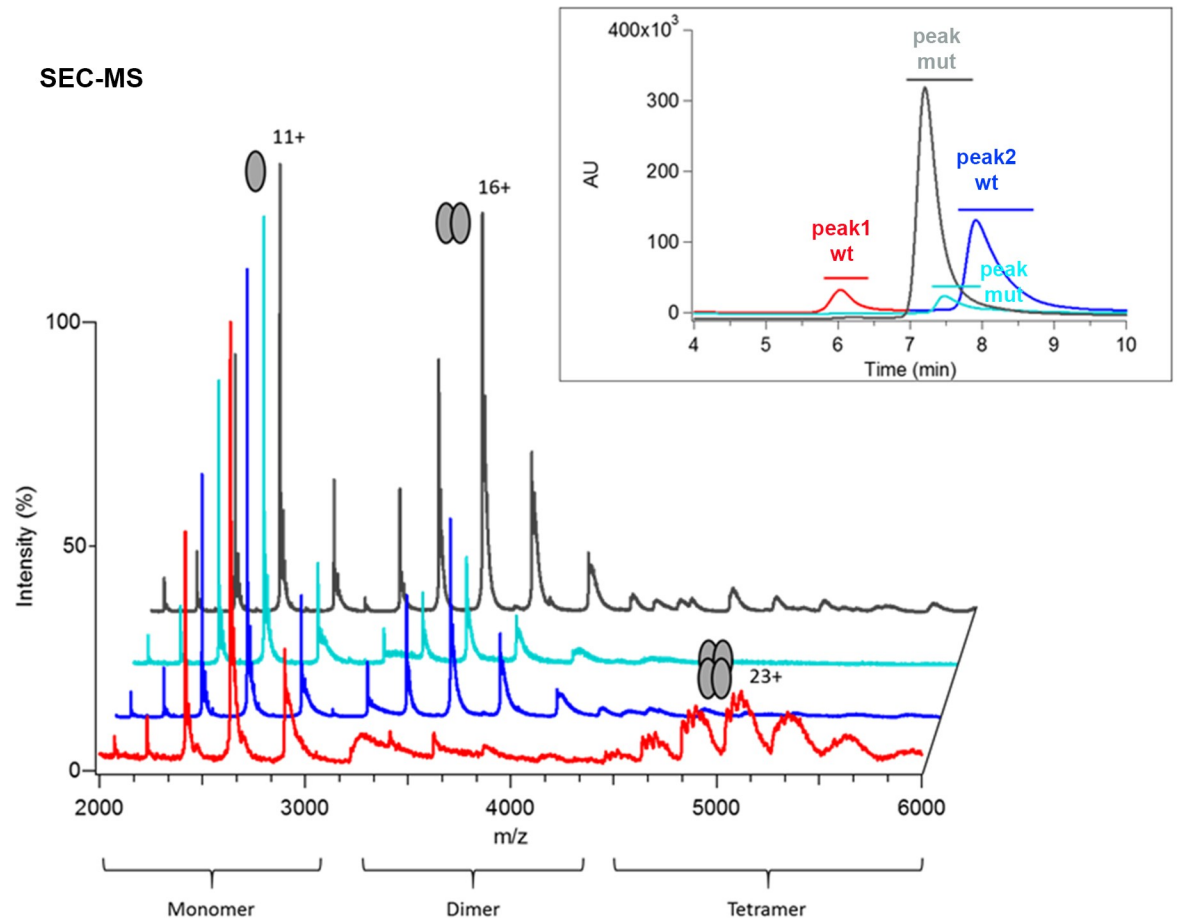 SEC-MS
400x10³
300
200
100
0
AU
4 5 6 7 8 9 10
Time (min)
peak
mut
peak2
wt
peak1
wt
peak
mut
11+
16+
23+
100
50
0
Intensity (%)
2000 3000 4000 5000 6000
m/z
Monomer Dimer Tetramer